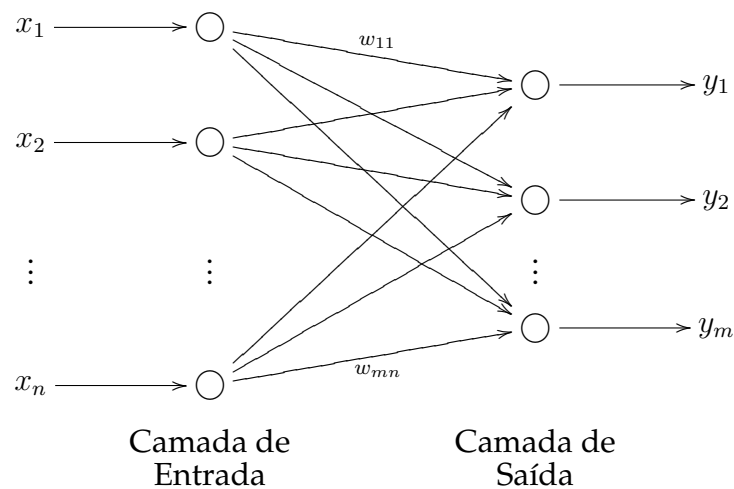 x₁
w₁₁
y₁
x₂
y₂
⋮ ⋮ ⋮
yₘ
wₘₙ
xₙ
Camada de
Entrada
Camada de
Saída